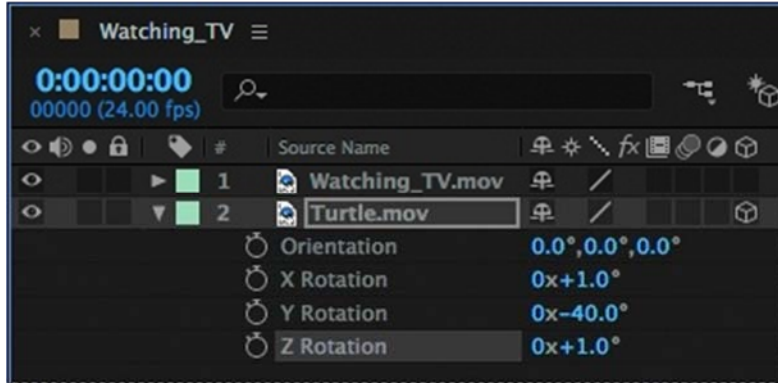 × Watching_TV
0:00:00:00
00000 (24.00 fps)
# Source Name fx
1 Watching_TV.mov
2 Turtle.mov
Orientation 0.0°,0.0°,0.0°
X Rotation 0x+1.0°
Y Rotation 0x-40.0°
Z Rotation 0x+1.0°